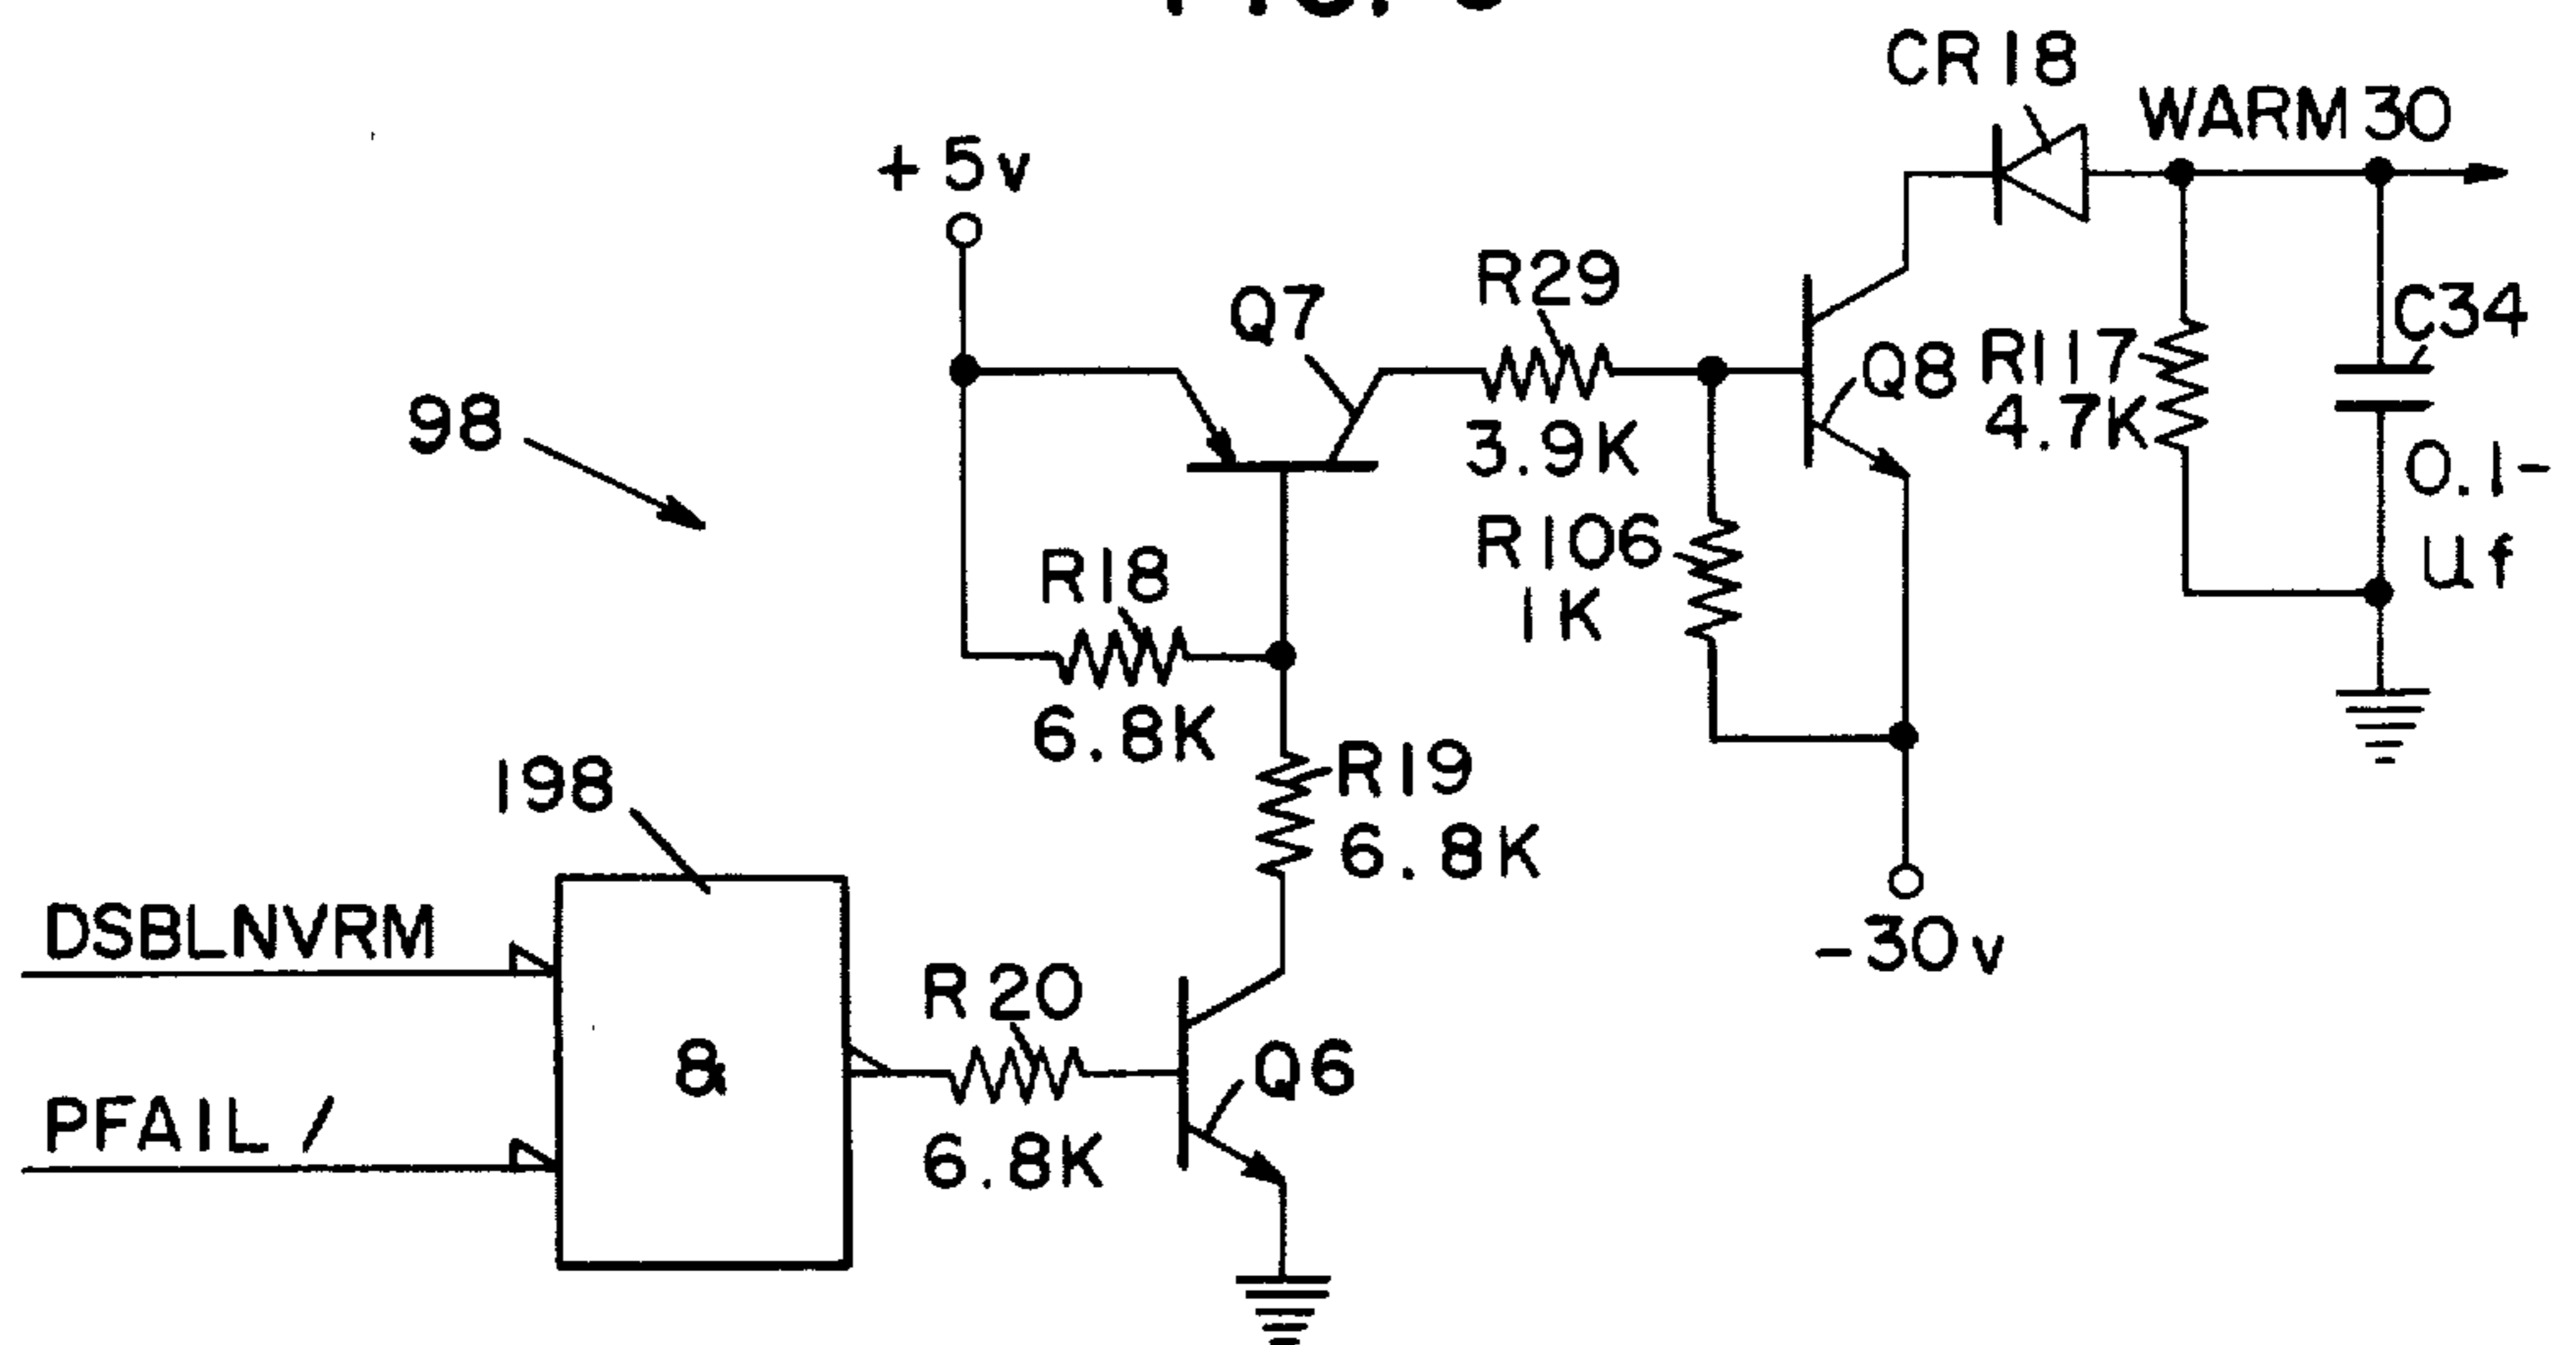 CR18
WARM 30
+5v
Q7
R29
3.9K
Q8
R117
4.7K
C34
0.1-
uf
98
R18
6.8K
R106
1K
R19
6.8K
-30v
198
DSBLNVRM
PFAIL /
&
R20
6.8K
Q6